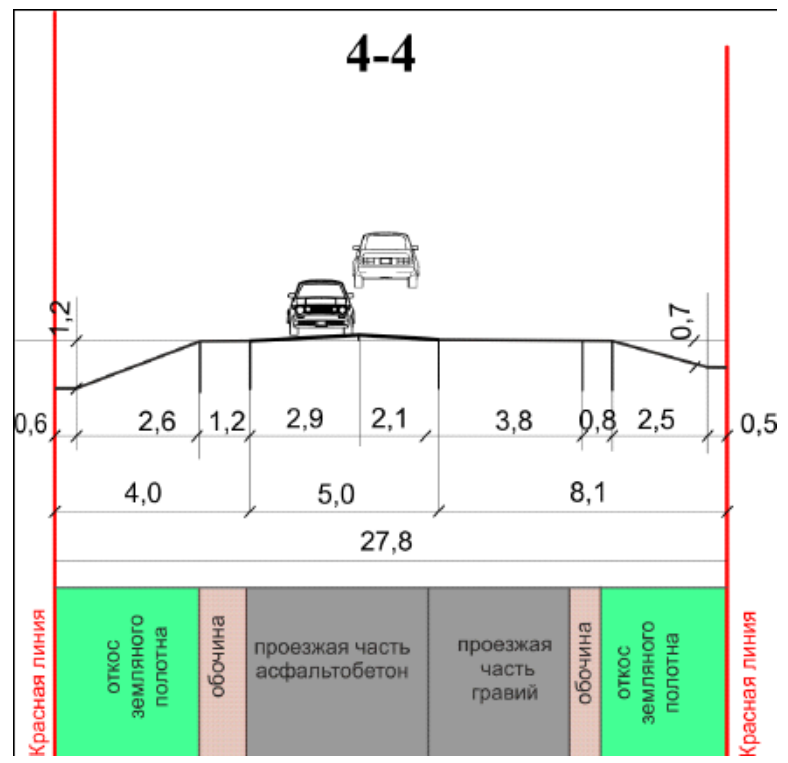 4-4
1,2
0,7
0,6
2,6
1,2
2,9
2,1
3,8
0,8
2,5
0,5
4,0
5,0
8,1
27,8
Красная линия
откос
земляного
полотна
обочина
проезжая часть
асфальтобетон
проезжая
часть
гравий
обочина
откос
земляного
полотна
Красная линия